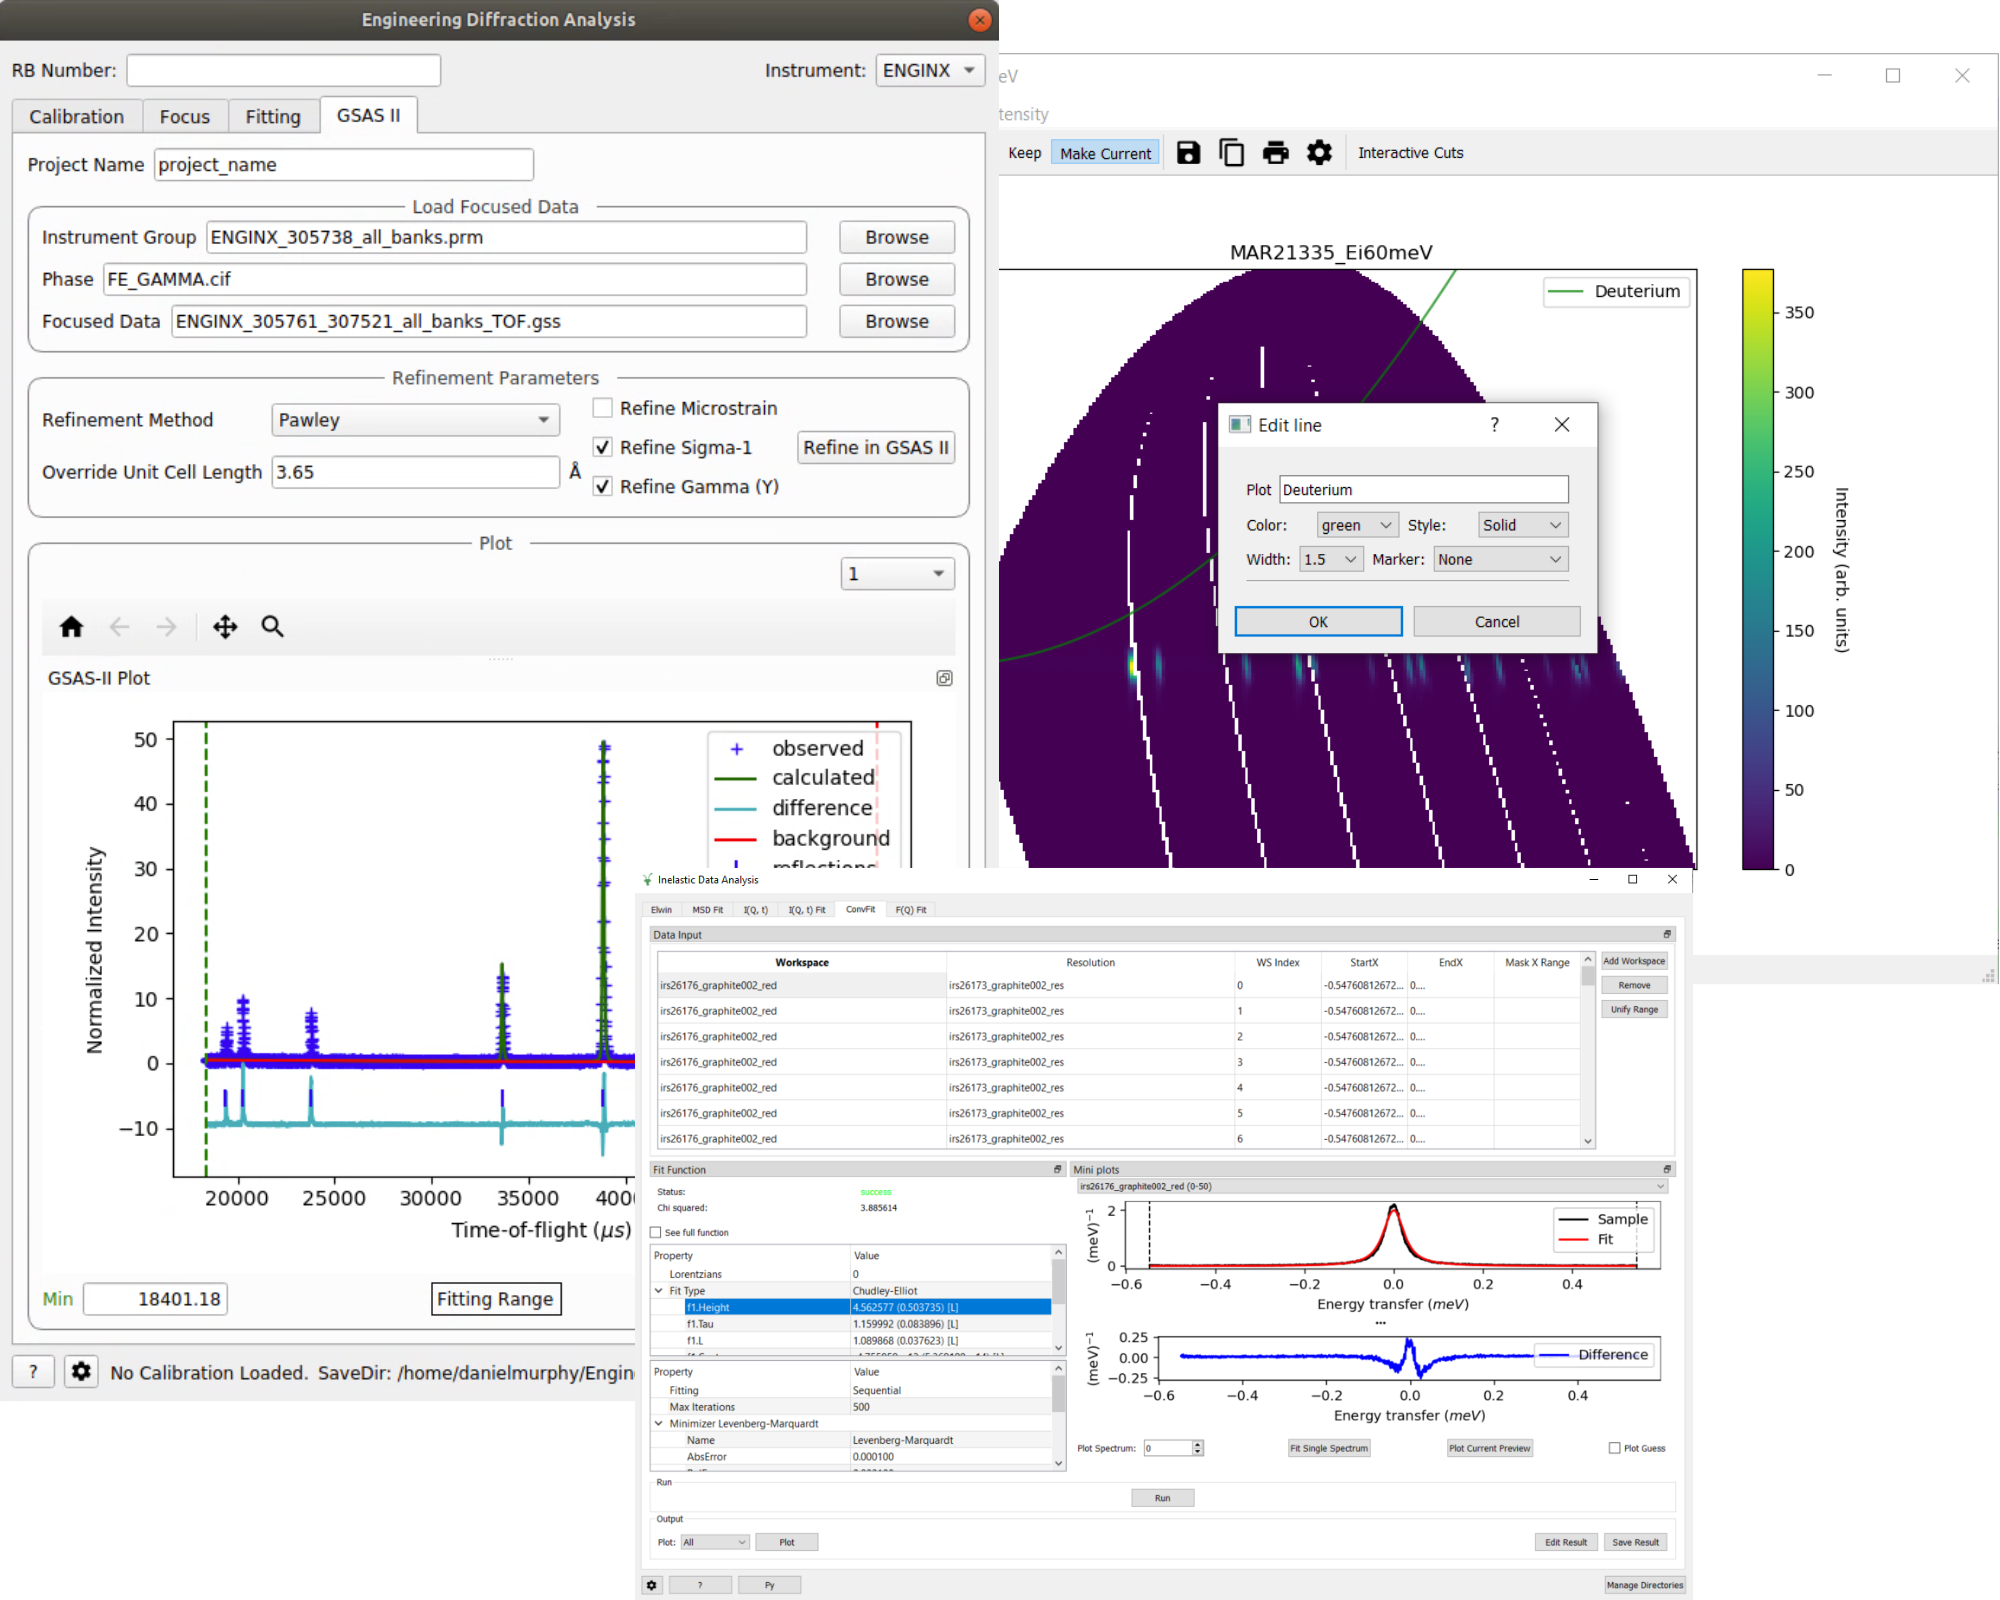 Engineering Diffraction Analysis
RB Number:
Instrument: ENGINX
Calibration Focus Fitting GSAS II
Project Name project_name
Load Focused Data
Instrument Group ENGINX_305738_all_banks.prm Browse
Phase FE_GAMMA.cif Browse
Focused Data ENGINX_305761_307521_all_banks_TOF.gss Browse
Refinement Parameters
Refinement Method Pawley
Override Unit Cell Length 3.65 Å
Refine Microstrain
Refine Sigma-1
Refine Gamma (Y)
Refine in GSAS II
Plot
1
GSAS-II Plot
50
40
30
20
10
0
−10
Normalized Intensity
observed
calculated
difference
background
reflections
20000 25000 30000 35000 400
Time-of-flight (μs)
Min 18401.18 Fitting Range
? No Calibration Loaded. SaveDir: /home/danielmurphy/Engin
eV
tensity
Keep Make Current Interactive Cuts
MAR21335_Ei60meV
Deuterium
350
300
250
200
150
100
50
0
Intensity (arb. units)
Edit line ?
Plot Deuterium
Color: green Style: Solid
Width: 1.5 Marker: None
OK Cancel
Inelastic Data Analysis
Elwin MSD Fit I(Q, t) I(Q, t) Fit ConvFit F(Q) Fit
Data Input
Workspace Resolution WS Index StartX EndX Mask X Range
irs26176_graphite002_red irs26173_graphite002_res 0 -0.54760812672... 0....
irs26176_graphite002_red irs26173_graphite002_res 1 -0.54760812672... 0....
irs26176_graphite002_red irs26173_graphite002_res 2 -0.54760812672... 0....
irs26176_graphite002_red irs26173_graphite002_res 3 -0.54760812672... 0....
irs26176_graphite002_red irs26173_graphite002_res 4 -0.54760812672... 0....
irs26176_graphite002_red irs26173_graphite002_res 5 -0.54760812672... 0....
irs26176_graphite002_red irs26173_graphite002_res 6 -0.54760812672... 0....
Add Workspace
Remove
Unify Range
Fit Function
Status: success
Chi squared: 3.885614
See full function
Property Value
Lorentzians 0
Fit Type Chudley-Elliot
f1.Height 4.562577 (0.503735) [L]
f1.Tau 1.159992 (0.083896) [L]
f1.L 1.089868 (0.037623) [L]
Property Value
Fitting Sequential
Max Iterations 500
Minimizer Levenberg-Marquardt
Name Levenberg-Marquardt
AbsError 0.000100
Mini plots
irs26176_graphite002_red (0-50)
2
0
(meV)⁻¹
Sample
Fit
−0.6 −0.4 −0.2 0.0 0.2 0.4
Energy transfer (meV)
...
0.25
0.00
−0.25
(meV)⁻¹
Difference
−0.6 −0.4 −0.2 0.0 0.2 0.4
Energy transfer (meV)
Plot Spectrum: 0 Fit Single Spectrum Plot Current Preview Plot Guess
Run
Run
Output
Plot: All Plot Edit Result Save Result
? Py Manage Directories